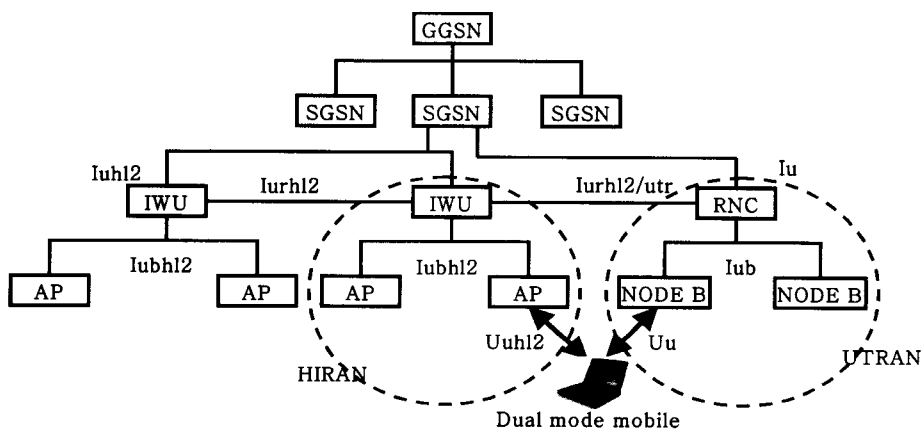 GGSN
SGSN
SGSN
SGSN
Iuhl2
Iurhl2
Iurhl2/utr
Iu
IWU
IWU
RNC
Iubhl2
Iubhl2
Iub
AP
AP
AP
AP
NODE B
NODE B
Uuhl2
Uu
HIRAN
UTRAN
Dual mode mobile